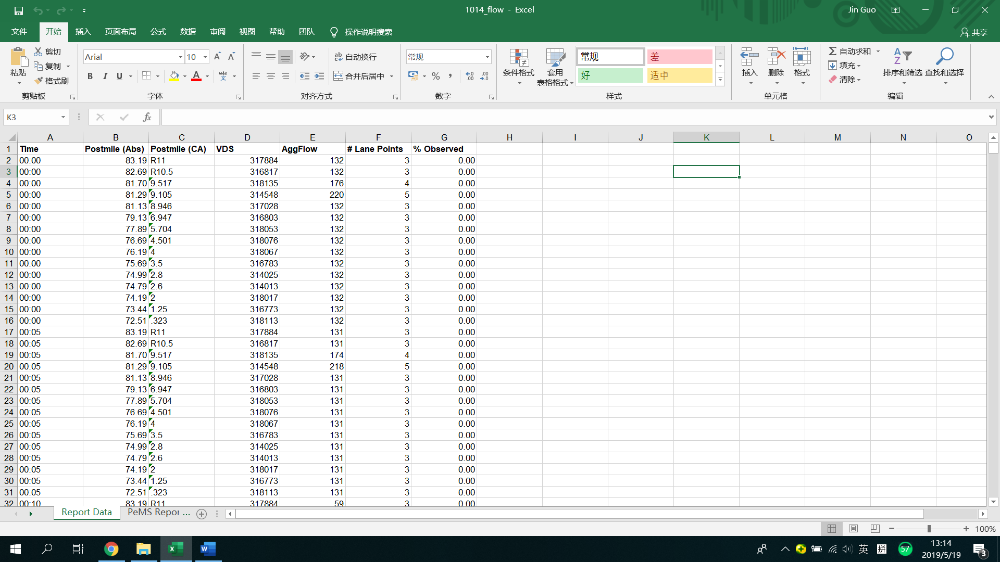 1014_flow - Excel
Jin Guo
文件 开始 插入 页面布局 公式 数据 审阅 视图 帮助 团队 操作说明搜索 共享
粘贴 剪切 复制 格式刷 剪贴板
Arial 10 B I U A wén 文 字体
ab 自动换行 合并后居中 对齐方式
常规 % 数字
条件格式 套用 表格格式 常规 差 好 适中 样式
插入 删除 格式 单元格
自动求和 填充 清除 排序和筛选 查找和选择 编辑
K3 fx
A B C D E F G H I J K L M N O
1 Time Postmile (Abs) Postmile (CA) VDS AggFlow # Lane Points % Observed
2 00:00 83.19 R11 317884 132 3 0.00
3 00:00 82.69 R10.5 316817 132 3 0.00
4 00:00 81.70 9.517 318135 176 4 0.00
5 00:00 81.29 9.105 314548 220 5 0.00
6 00:00 81.13 8.946 317028 132 3 0.00
7 00:00 79.13 6.947 316803 132 3 0.00
8 00:00 77.89 5.704 318053 132 3 0.00
9 00:00 76.69 4.501 318076 132 3 0.00
10 00:00 76.19 4 318067 132 3 0.00
11 00:00 75.69 3.5 316783 132 3 0.00
12 00:00 74.99 2.8 314025 132 3 0.00
13 00:00 74.79 2.6 314013 132 3 0.00
14 00:00 74.19 2 318017 132 3 0.00
15 00:00 73.44 1.25 316773 132 3 0.00
16 00:00 72.51 .323 318113 132 3 0.00
17 00:05 83.19 R11 317884 131 3 0.00
18 00:05 82.69 R10.5 316817 131 3 0.00
19 00:05 81.70 9.517 318135 174 4 0.00
20 00:05 81.29 9.105 314548 218 5 0.00
21 00:05 81.13 8.946 317028 131 3 0.00
22 00:05 79.13 6.947 316803 131 3 0.00
23 00:05 77.89 5.704 318053 131 3 0.00
24 00:05 76.69 4.501 318076 131 3 0.00
25 00:05 76.19 4 318067 131 3 0.00
26 00:05 75.69 3.5 316783 131 3 0.00
27 00:05 74.99 2.8 314025 131 3 0.00
28 00:05 74.79 2.6 314013 131 3 0.00
29 00:05 74.19 2 318017 131 3 0.00
30 00:05 73.44 1.25 316773 131 3 0.00
31 00:05 72.51 .323 318113 131 3 0.00
32 00:10 83.19 R11 317884 59 3 0.00
Report Data PeMS Repor ...
100%
英 拼 57 13:14
2019/5/19 3